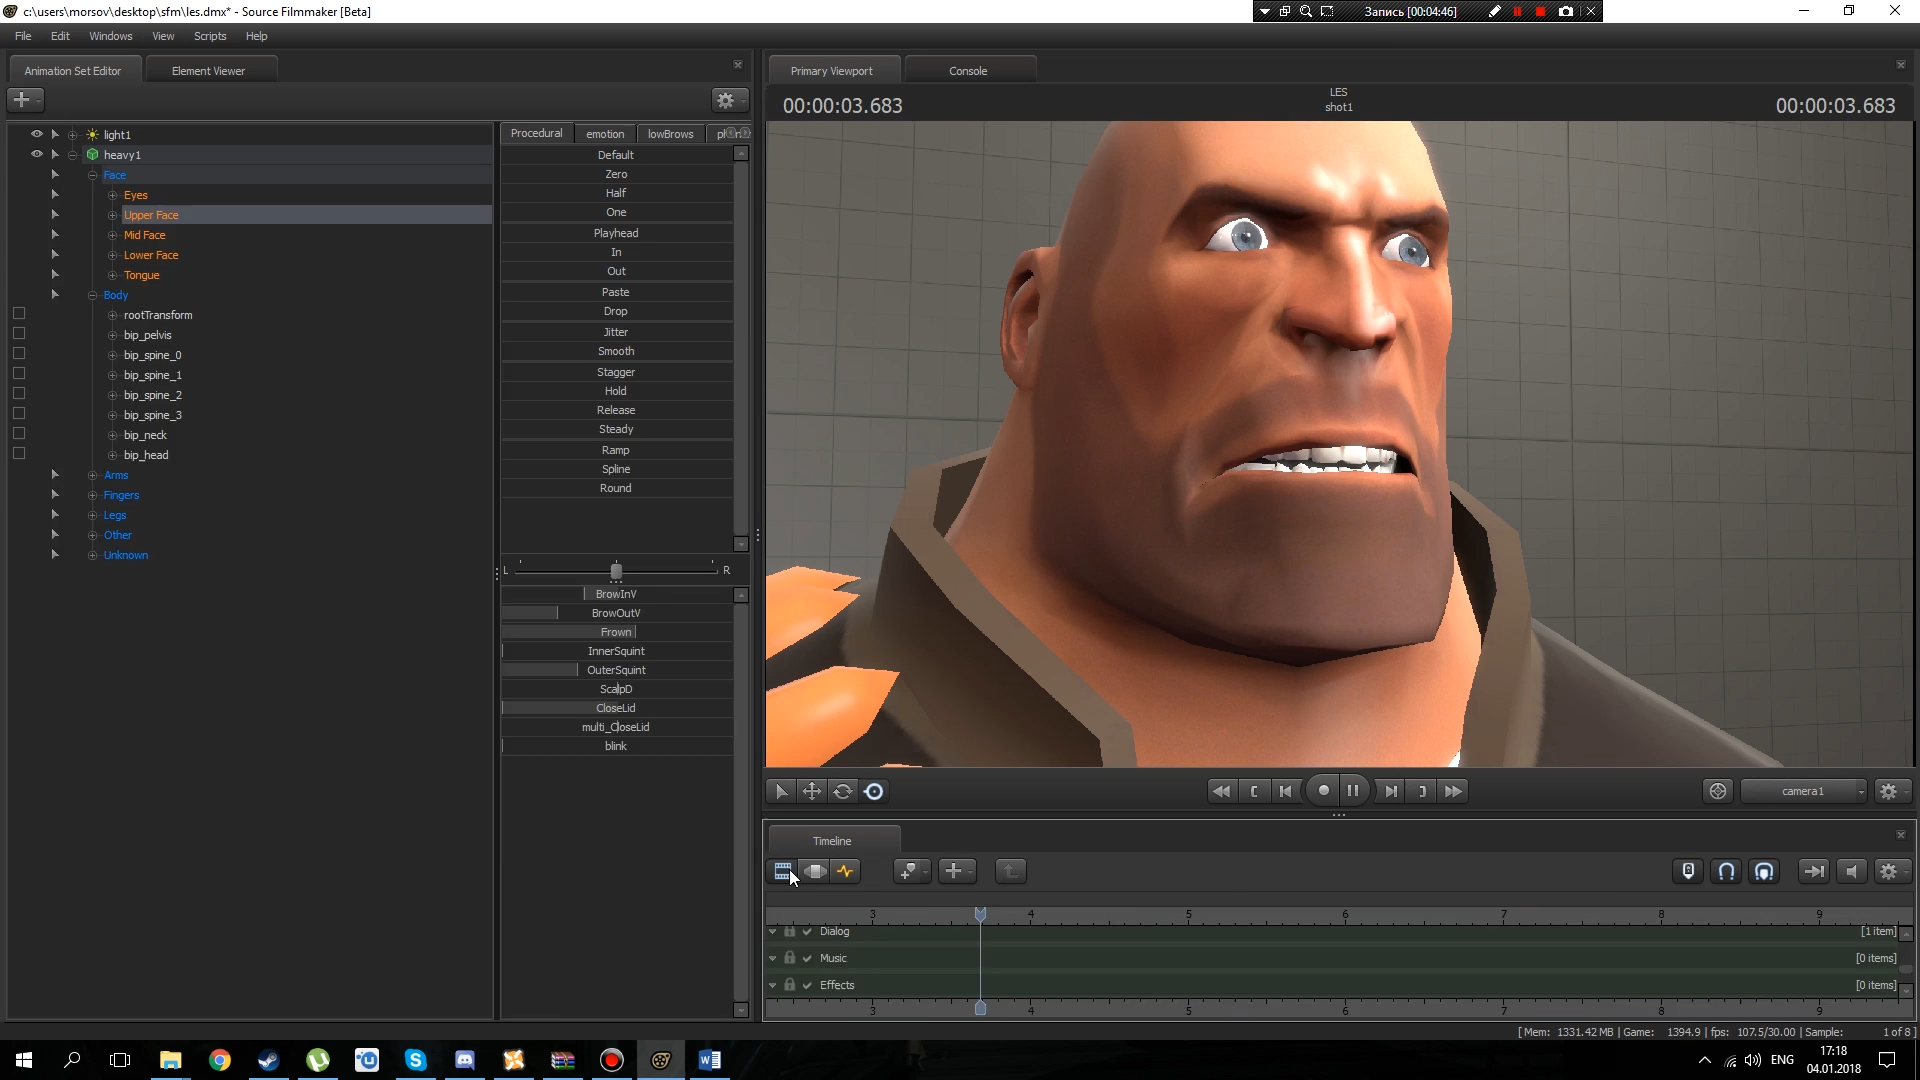 c:\users\morsov\desktop\sfm\les.dmx* - Source Filmmaker [Beta]
Запись [00:04:46]
File Edit Windows View Scripts Help
Animation Set Editor
Element Viewer
light1
heavy1
Face
Eyes
Upper Face
Mid Face
Lower Face
Tongue
Body
rootTransform
bip_pelvis
bip_spine_0
bip_spine_1
bip_spine_2
bip_spine_3
bip_neck
bip_head
Arms
Fingers
Legs
Other
Unknown
Procedural emotion lowBrows
Default
Zero
Half
One
Playhead
In
Out
Paste
Drop
Jitter
Smooth
Stagger
Hold
Release
Steady
Ramp
Spline
Round
L R
BrowInV
BrowOutV
Frown
InnerSquint
OuterSquint
ScalpD
CloseLid
multi_CloseLid
blink
Primary Viewport
Console
00:00:03.683
LES
shot1
00:00:03.683
camera1
Timeline
3 4 5 6 7 8 9
Dialog [1 item]
Music [0 items]
Effects [0 items]
3 4 5 6 7 8 9
[ Mem: 1331.42 MB | Game: 1394.9 | fps: 107.5/30.00 | Sample: 1 of 8 ]
ENG
17:18
04.01.2018